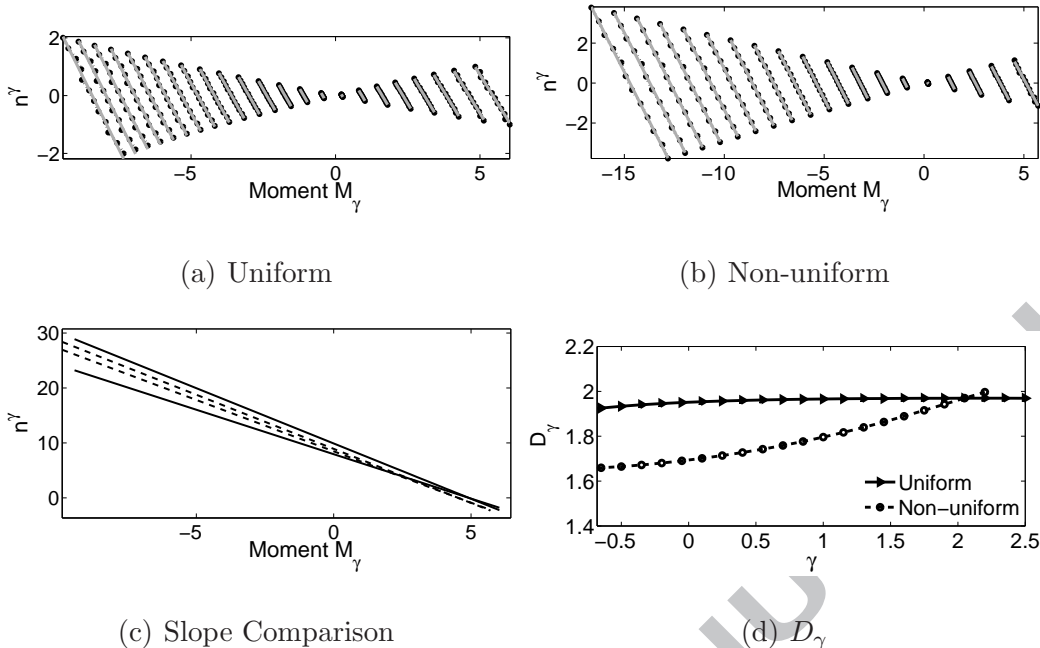 2
0
−2
n^γ
−5
0
5
Moment M_γ
(a) Uniform
2
0
−2
n^γ
−15
−10
−5
0
5
Moment M_γ
(b) Non-uniform
30
20
10
0
n^γ
−5
0
5
Moment M_γ
(c) Slope Comparison
2.2
2
1.8
1.6
1.4
D_γ
Uniform
Non−uniform
−0.5
0
0.5
1
1.5
2
2.5
γ
(d) D_γ